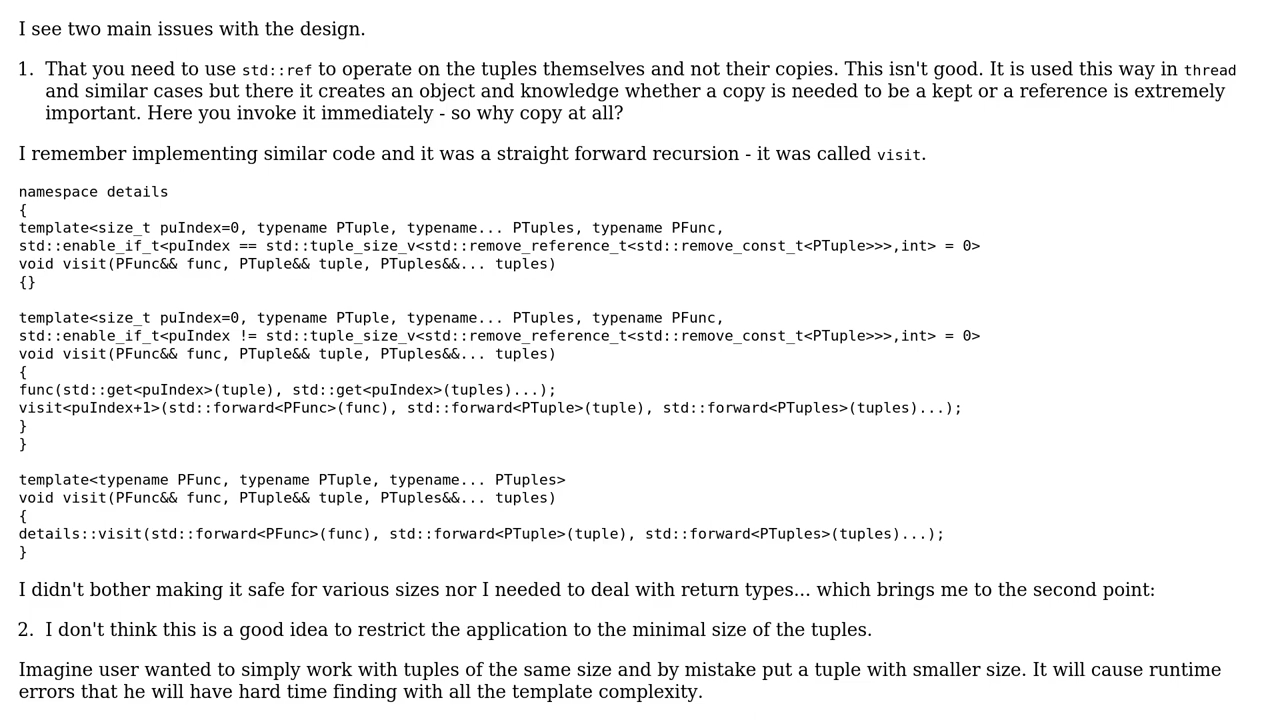 I see two main issues with the design.
1. That you need to use std::ref to operate on the tuples themselves and not their copies. This isn't good. It is used this way in thread
and similar cases but there it creates an object and knowledge whether a copy is needed to be a kept or a reference is extremely
important. Here you invoke it immediately - so why copy at all?
I remember implementing similar code and it was a straight forward recursion - it was called visit.
namespace details
{
template<size_t puIndex=0, typename PTuple, typename... PTuples, typename PFunc,
std::enable_if_t<puIndex == std::tuple_size_v<std::remove_reference_t<std::remove_const_t<PTuple>>>,int> = 0>
void visit(PFunc&& func, PTuple&& tuple, PTuples&&... tuples)
{}
template<size_t puIndex=0, typename PTuple, typename... PTuples, typename PFunc,
std::enable_if_t<puIndex != std::tuple_size_v<std::remove_reference_t<std::remove_const_t<PTuple>>>,int> = 0>
void visit(PFunc&& func, PTuple&& tuple, PTuples&&... tuples)
{
func(std::get<puIndex>(tuple), std::get<puIndex>(tuples)...);
visit<puIndex+1>(std::forward<PFunc>(func), std::forward<PTuple>(tuple), std::forward<PTuples>(tuples)...);
}
}
template<typename PFunc, typename PTuple, typename... PTuples>
void visit(PFunc&& func, PTuple&& tuple, PTuples&&... tuples)
{
details::visit(std::forward<PFunc>(func), std::forward<PTuple>(tuple), std::forward<PTuples>(tuples)...);
}
I didn't bother making it safe for various sizes nor I needed to deal with return types... which brings me to the second point:
2. I don't think this is a good idea to restrict the application to the minimal size of the tuples.
Imagine user wanted to simply work with tuples of the same size and by mistake put a tuple with smaller size. It will cause runtime
errors that he will have hard time finding with all the template complexity.